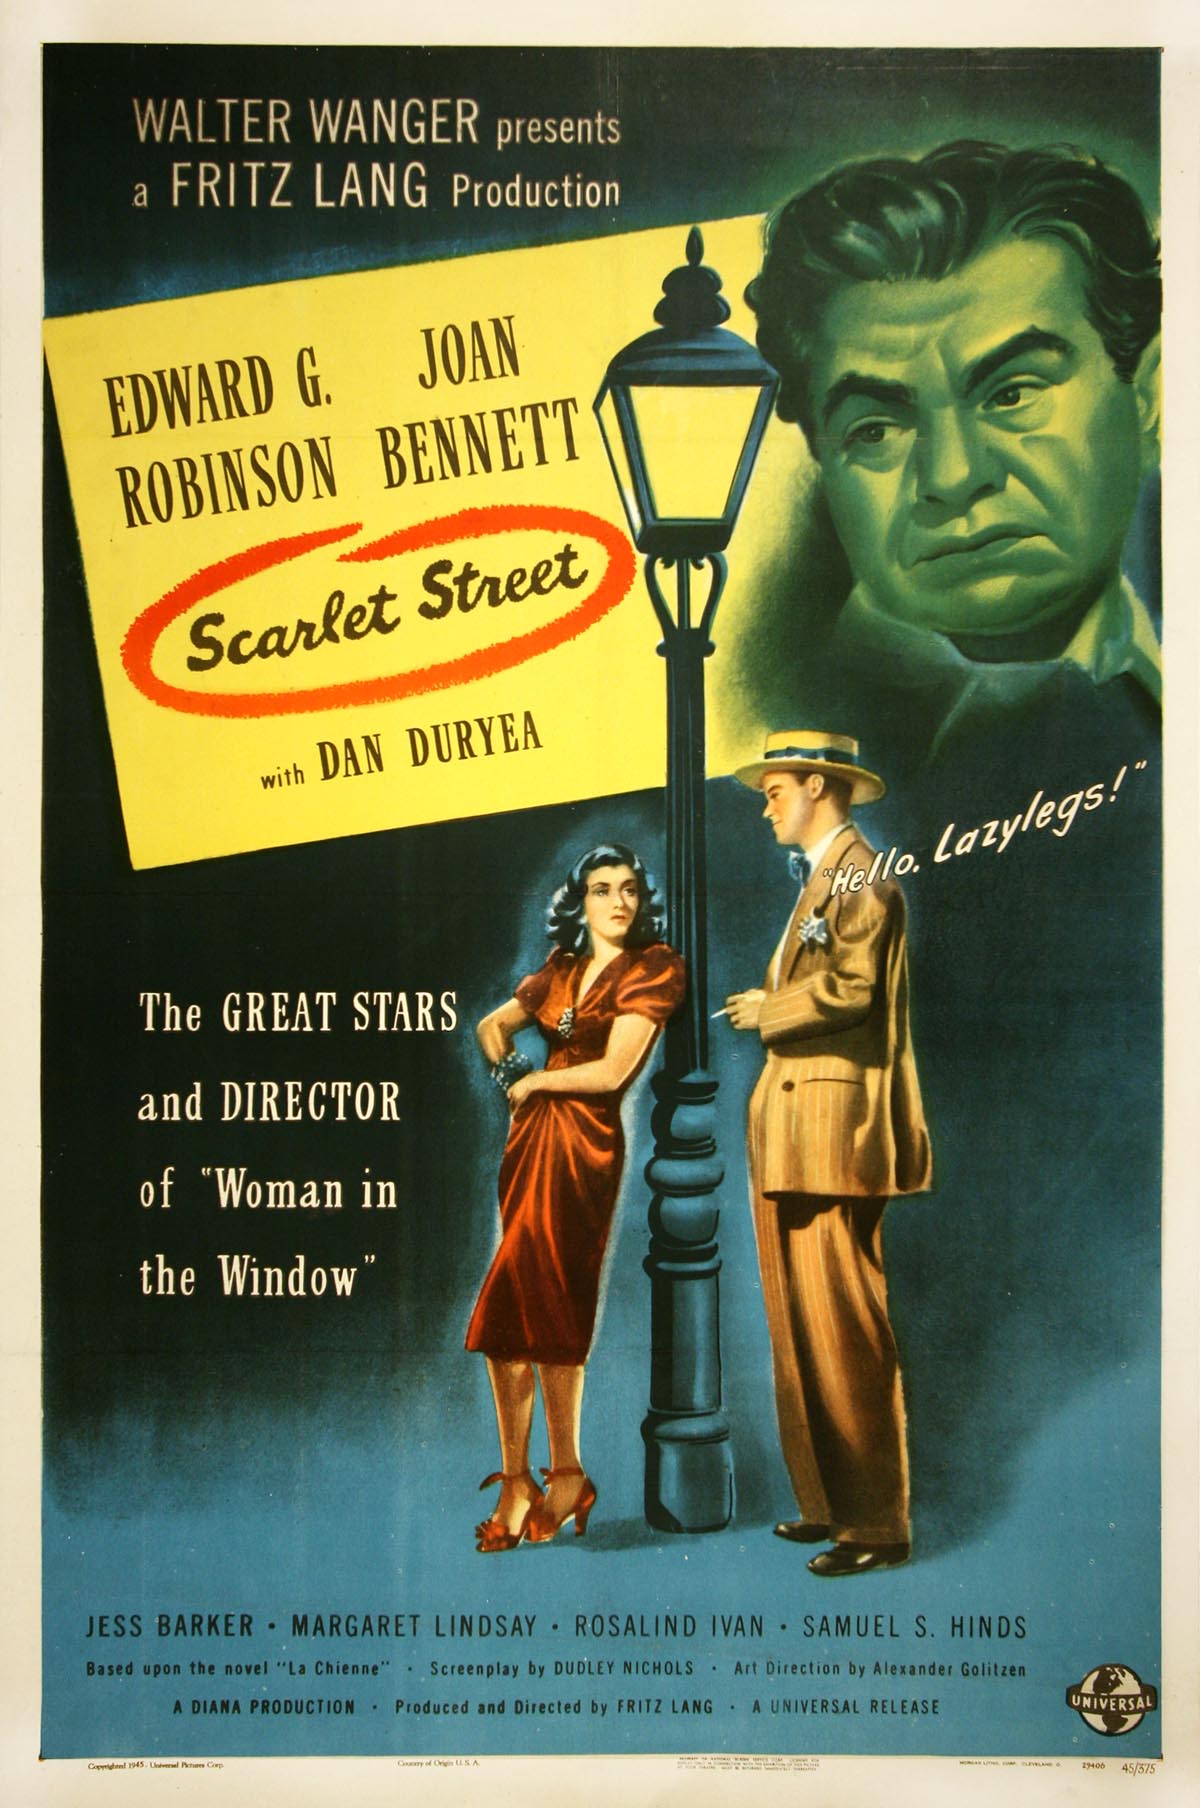 WALTER WANGER presents
a FRITZ LANG Production
EDWARD G. ROBINSON
JOAN BENNETT
Scarlet Street
with DAN DURYEA
"Hello, Lazylegs!"
The GREAT STARS
and DIRECTOR
of "Woman in
the Window"
JESS BARKER • MARGARET LINDSAY • ROSALIND IVAN • SAMUEL S. HINDS
Based upon the novel "La Chienne" • Screenplay by DUDLEY NICHOLS • Art Direction by Alexander Golitzen
A DIANA PRODUCTION • Produced and Directed by FRITZ LANG • A UNIVERSAL RELEASE
UNIVERSAL
Copyrighted 1945 - Universal Pictures Corp.
Country of Origin U. S. A.
MORGAN LITHO. CORP. CLEVELAND, O.
29406
45/375